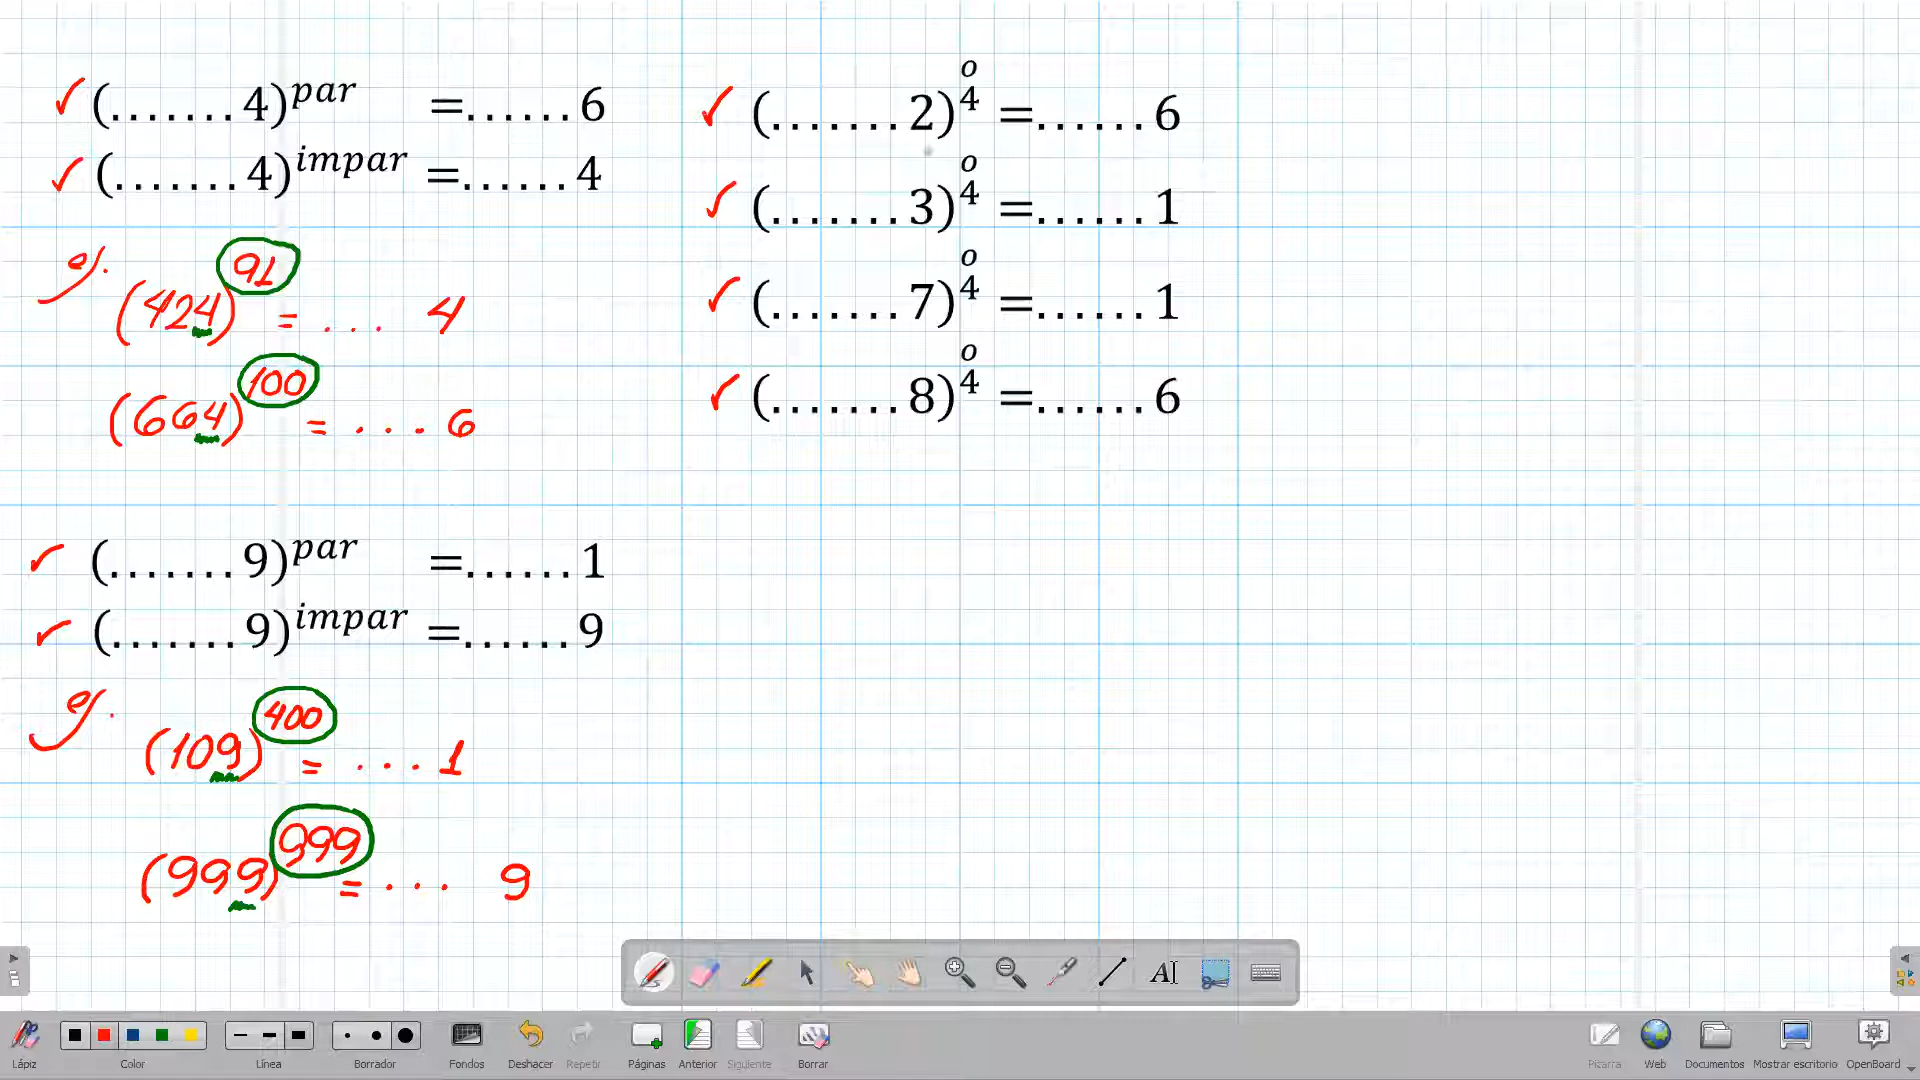 (.......4)^par =......6
(.......4)^impar =......4
ej.
(424)^91 = ... 4
(664)^100 = ....6
(.......9)^par =......1
(.......9)^impar =......9
ej.
(109)^400 = ....1
(999)^999 = ... 9
(.......2)^4̊ =......6
(.......3)^4̊ =......1
(.......7)^4̊ =......1
(.......8)^4̊ =......6
AI
Lápiz Color Línea Borrador Fondos Deshacer Repetir Páginas Anterior Siguiente Borrar Pizarra Web Documentos Mostrar escritorio OpenBoard